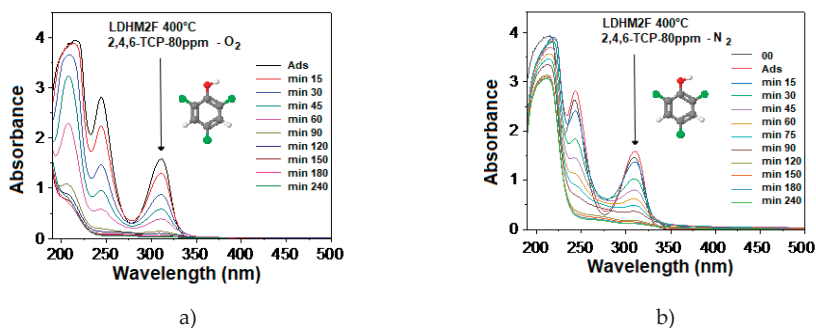 LDHM2F 400°C
2,4,6-TCP-80ppm - O2
Absorbance
4
3
2
1
0
200 250 300 350 400 450 500
Wavelength (nm)
Ads
min 15
min 30
min 45
min 60
min 90
min 120
min 150
min 180
min 240
a)
LDHM2F 400°C
2,4,6-TCP-80ppm - N2
Absorbance
4
3
2
1
0
200 250 300 350 400 450 500
Wavelength (nm)
00
Ads
min 15
min 30
min 45
min 60
min 75
min 90
min 120
min 150
min 180
min 240
b)